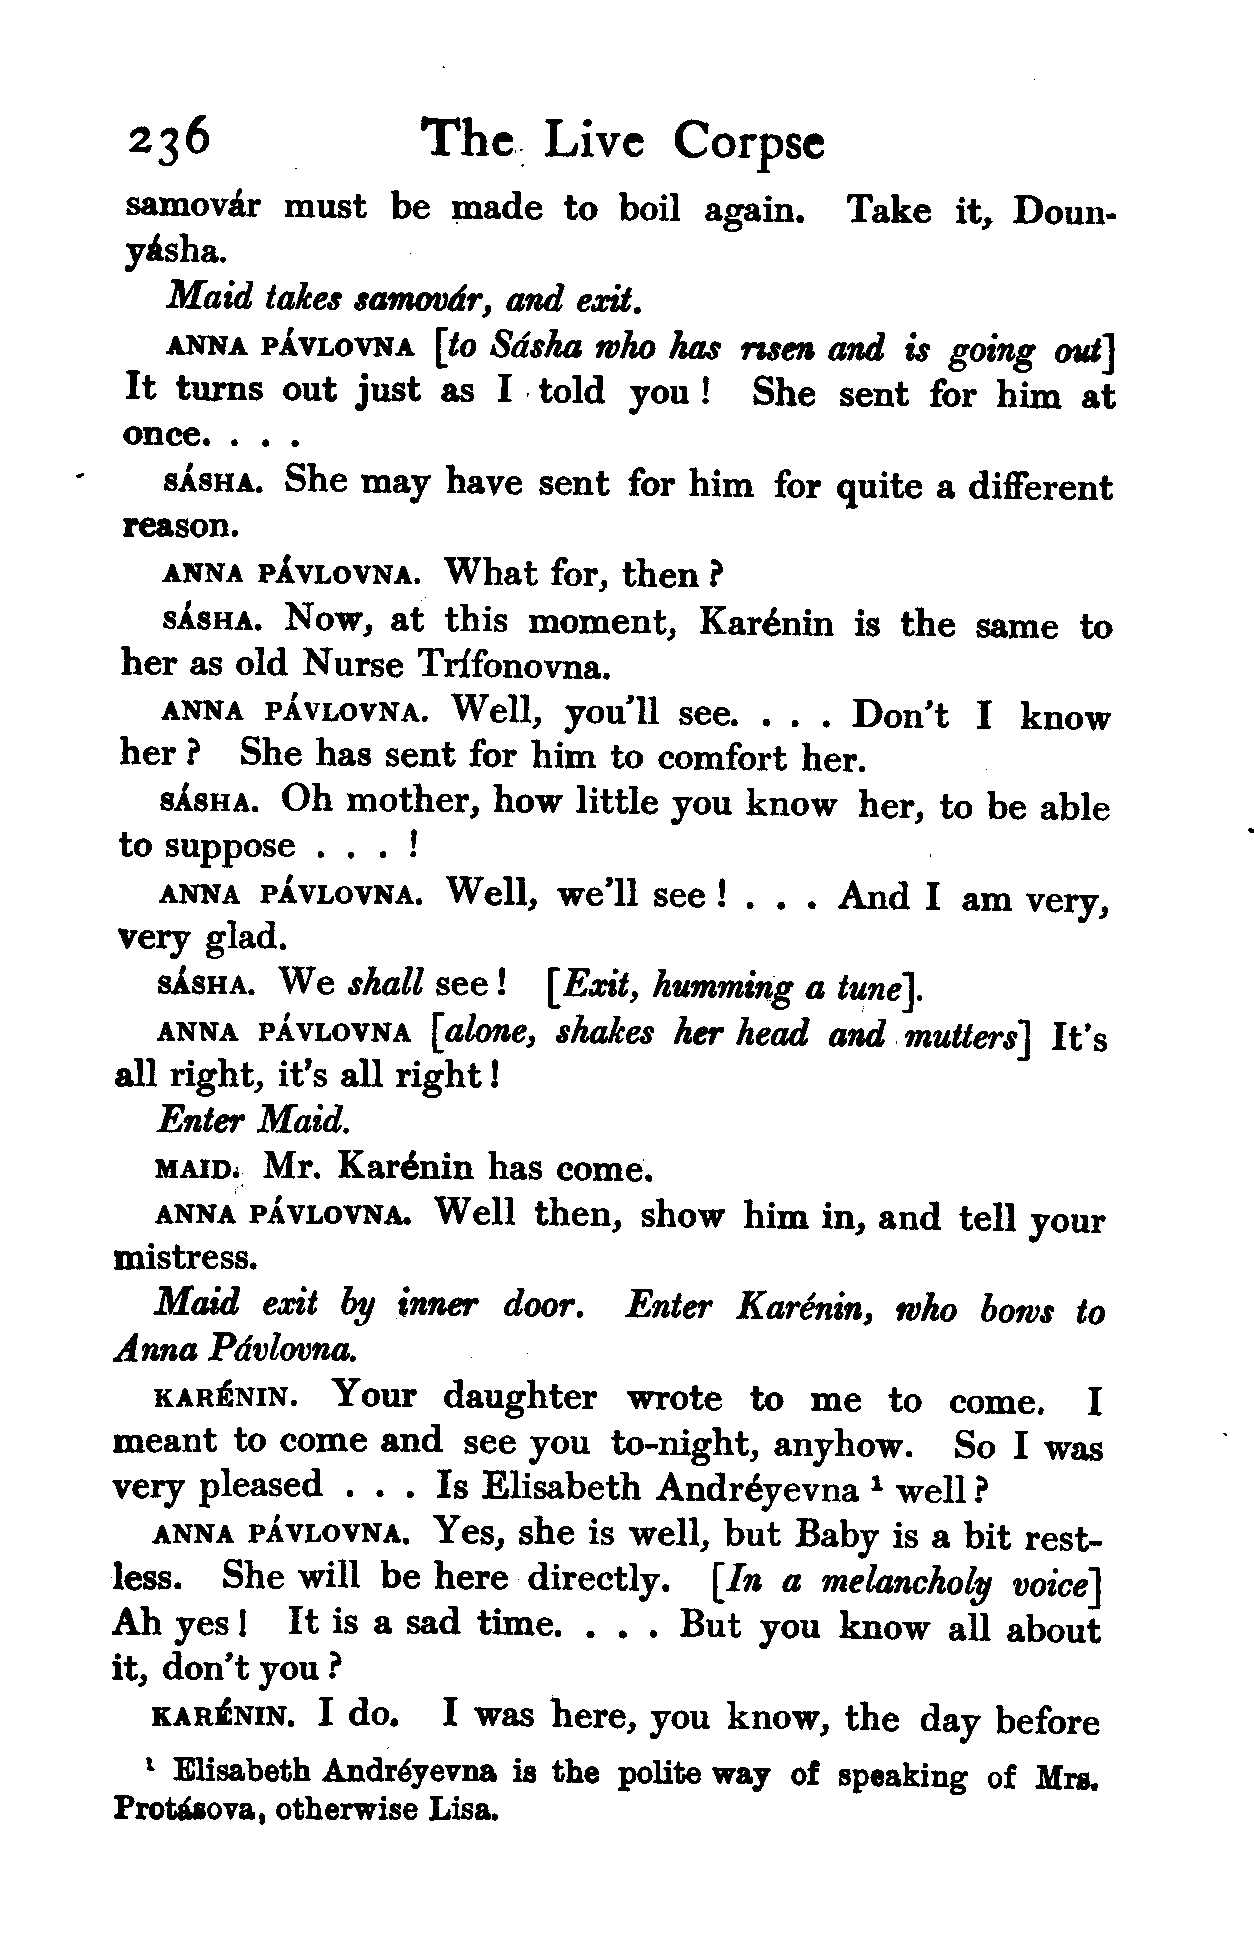 236 The Live Corpse
samovár must be made to boil again. Take it, Doun-
yásha.
Maid takes samovár, and exit.
ANNA PÁVLOVNA [to Sásha who has risen and is going out]
It turns out just as I told you! She sent for him at
once. . . .
SÁSHA. She may have sent for him for quite a different
reason.
ANNA PÁVLOVNA. What for, then?
SÁSHA. Now, at this moment, Karénin is the same to
her as old Nurse Trífonovna.
ANNA PÁVLOVNA. Well, you'll see. . . . Don't I know
her? She has sent for him to comfort her.
SÁSHA. Oh mother, how little you know her, to be able
to suppose . . . !
ANNA PÁVLOVNA. Well, we'll see! . . . And I am very,
very glad.
SÁSHA. We shall see! [Exit, humming a tune].
ANNA PÁVLOVNA [alone, shakes her head and mutters] It's
all right, it's all right!
Enter Maid.
MAID. Mr. Karénin has come.
ANNA PÁVLOVNA. Well then, show him in, and tell your
mistress.
Maid exit by inner door. Enter Karénin, who bows to
Anna Pávlovna.
KARÉNIN. Your daughter wrote to me to come. I
meant to come and see you to-night, anyhow. So I was
very pleased . . . Is Elisabeth Andréyevna ¹ well?
ANNA PÁVLOVNA. Yes, she is well, but Baby is a bit rest-
less. She will be here directly. [In a melancholy voice]
Ah yes! It is a sad time. . . . But you know all about
it, don't you?
KARÉNIN. I do. I was here, you know, the day before
¹ Elisabeth Andréyevna is the polite way of speaking of Mrs.
Protásova, otherwise Lisa.